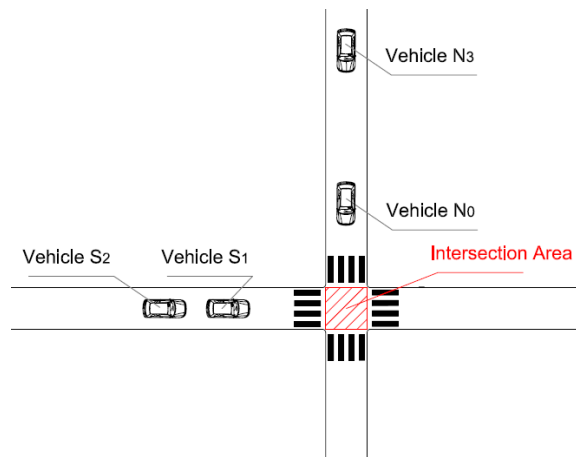 Vehicle N3
Vehicle N0
Intersection Area
Vehicle S2
Vehicle S1